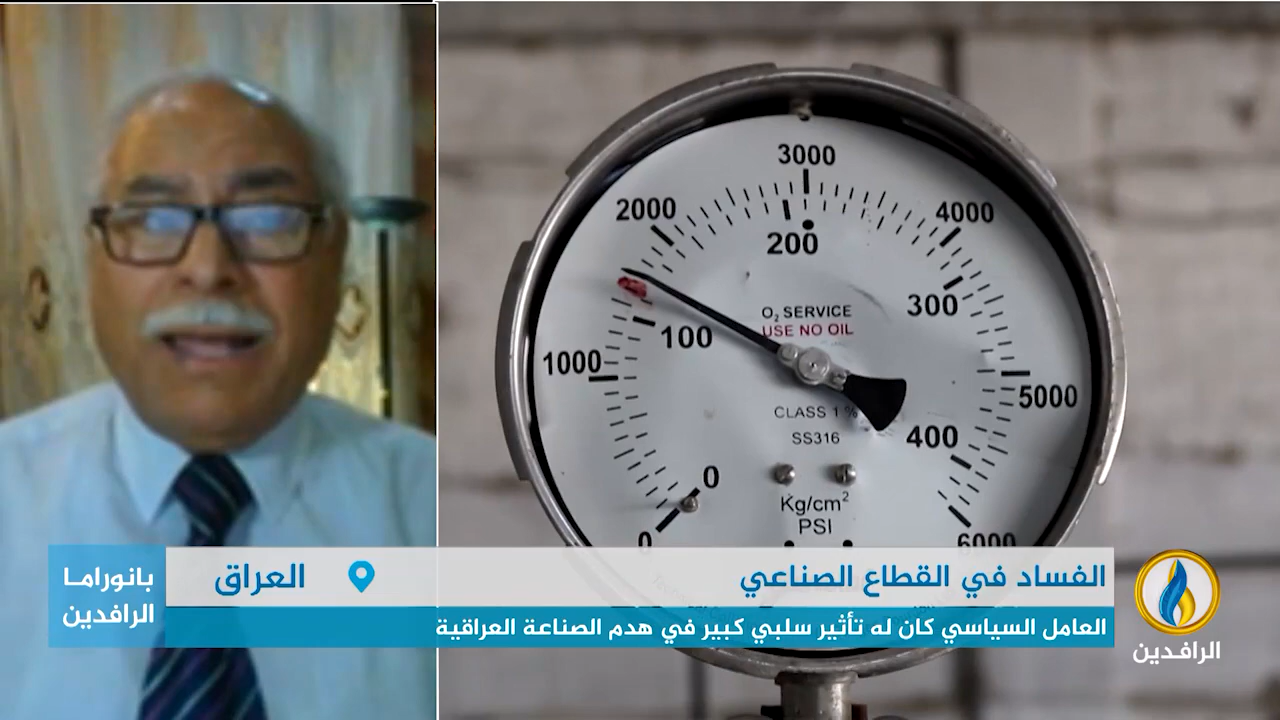 3000
2000
4000
200
300
O₂ SERVICE
USE NO OIL
100
1000
5000
CLASS 1 %
SS316
400
0
Kg/cm²
PSI
0
6000
الفساد في القطاع الصناعي
العراق
بانوراما
الرافدين
العامل السياسي كان له تأثير سلبي كبير في هدم الصناعة العراقية
الرافدين